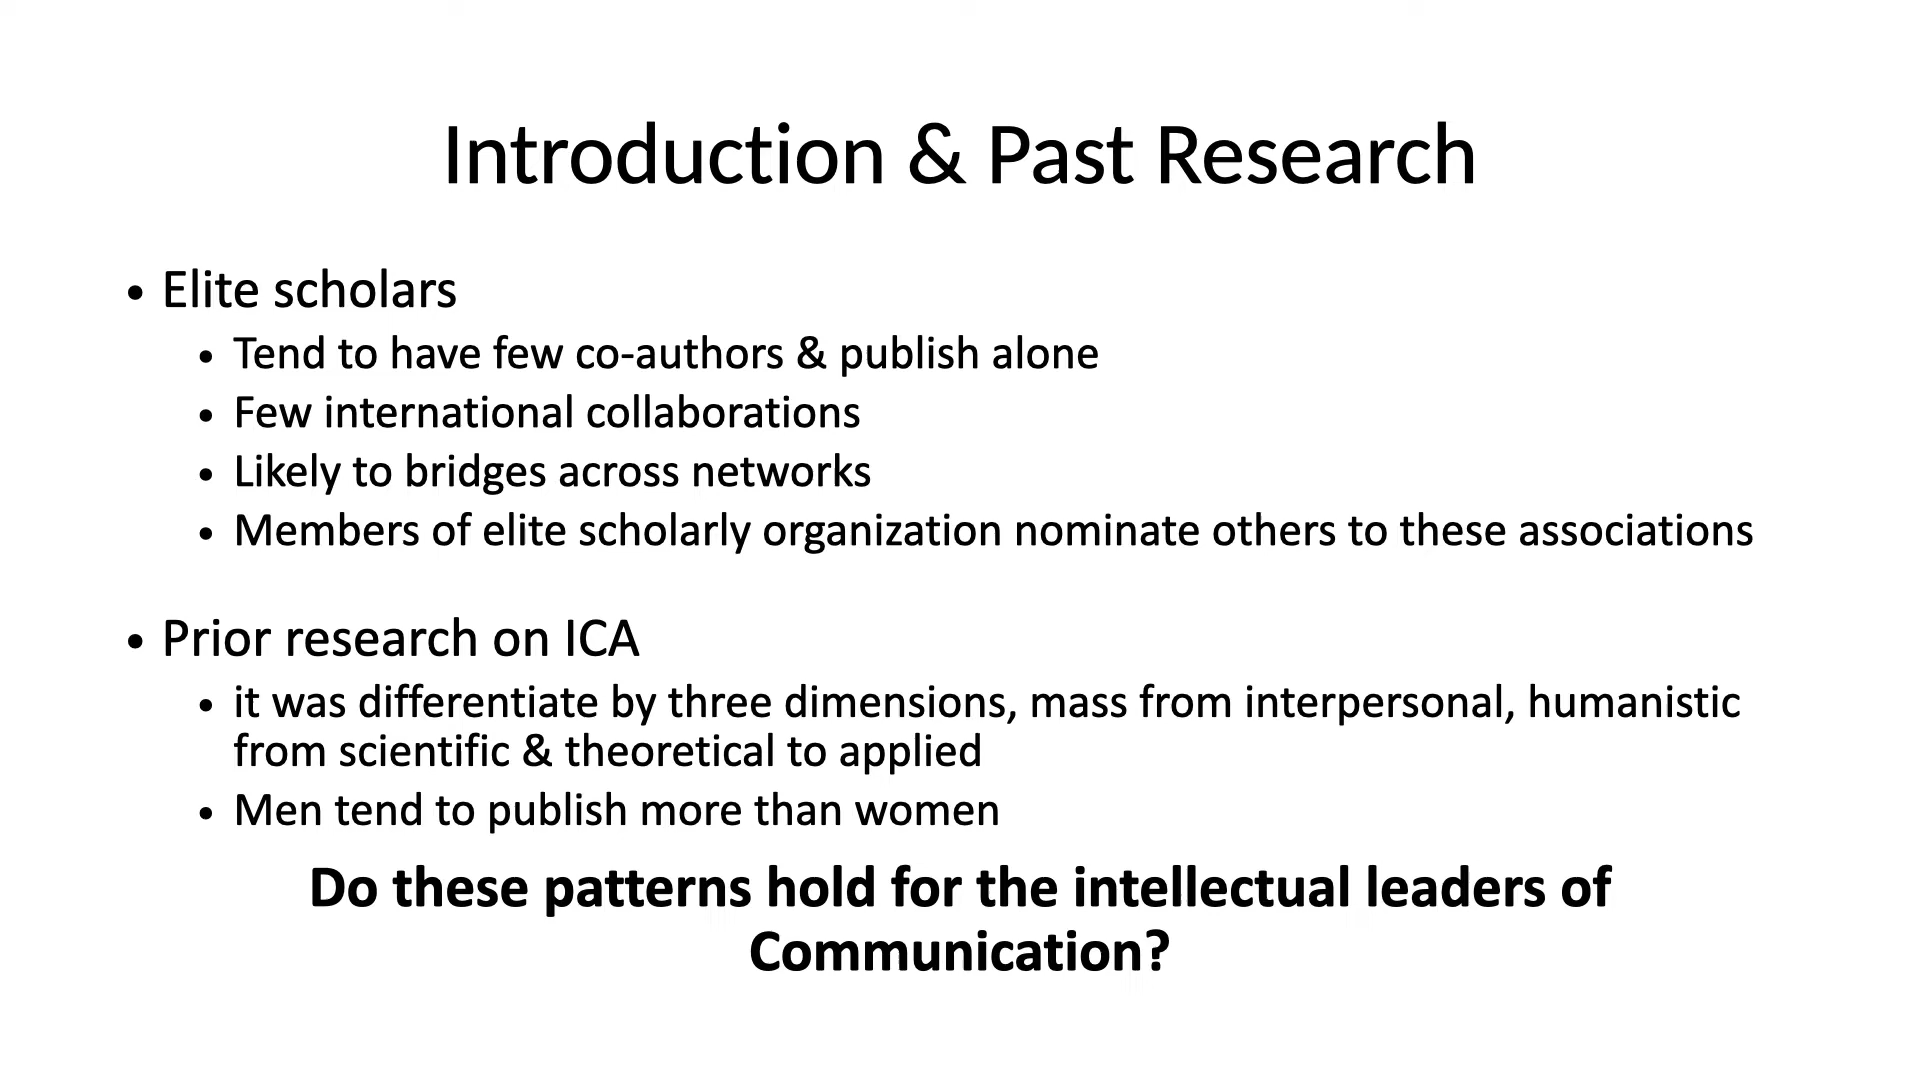 Introduction & Past Research
• Elite scholars
• Tend to have few co-authors & publish alone
• Few international collaborations
• Likely to bridges across networks
• Members of elite scholarly organization nominate others to these associations
• Prior research on ICA
• it was differentiate by three dimensions, mass from interpersonal, humanistic
from scientific & theoretical to applied
• Men tend to publish more than women
Do these patterns hold for the intellectual leaders of
Communication?